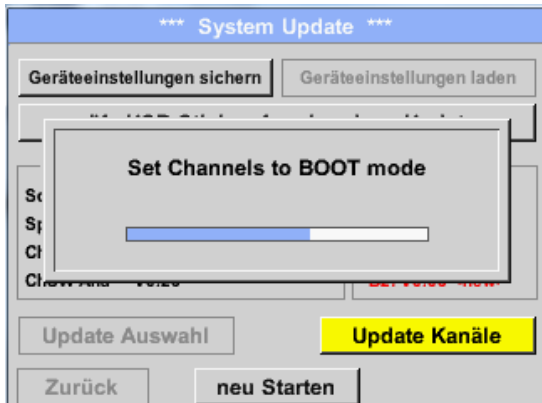 *** System Update ***
Geräteeinstellungen sichern
Geräteeinstellungen laden
Set Channels to BOOT mode
Update Auswahl
Update Kanäle
Zurück
neu Starten